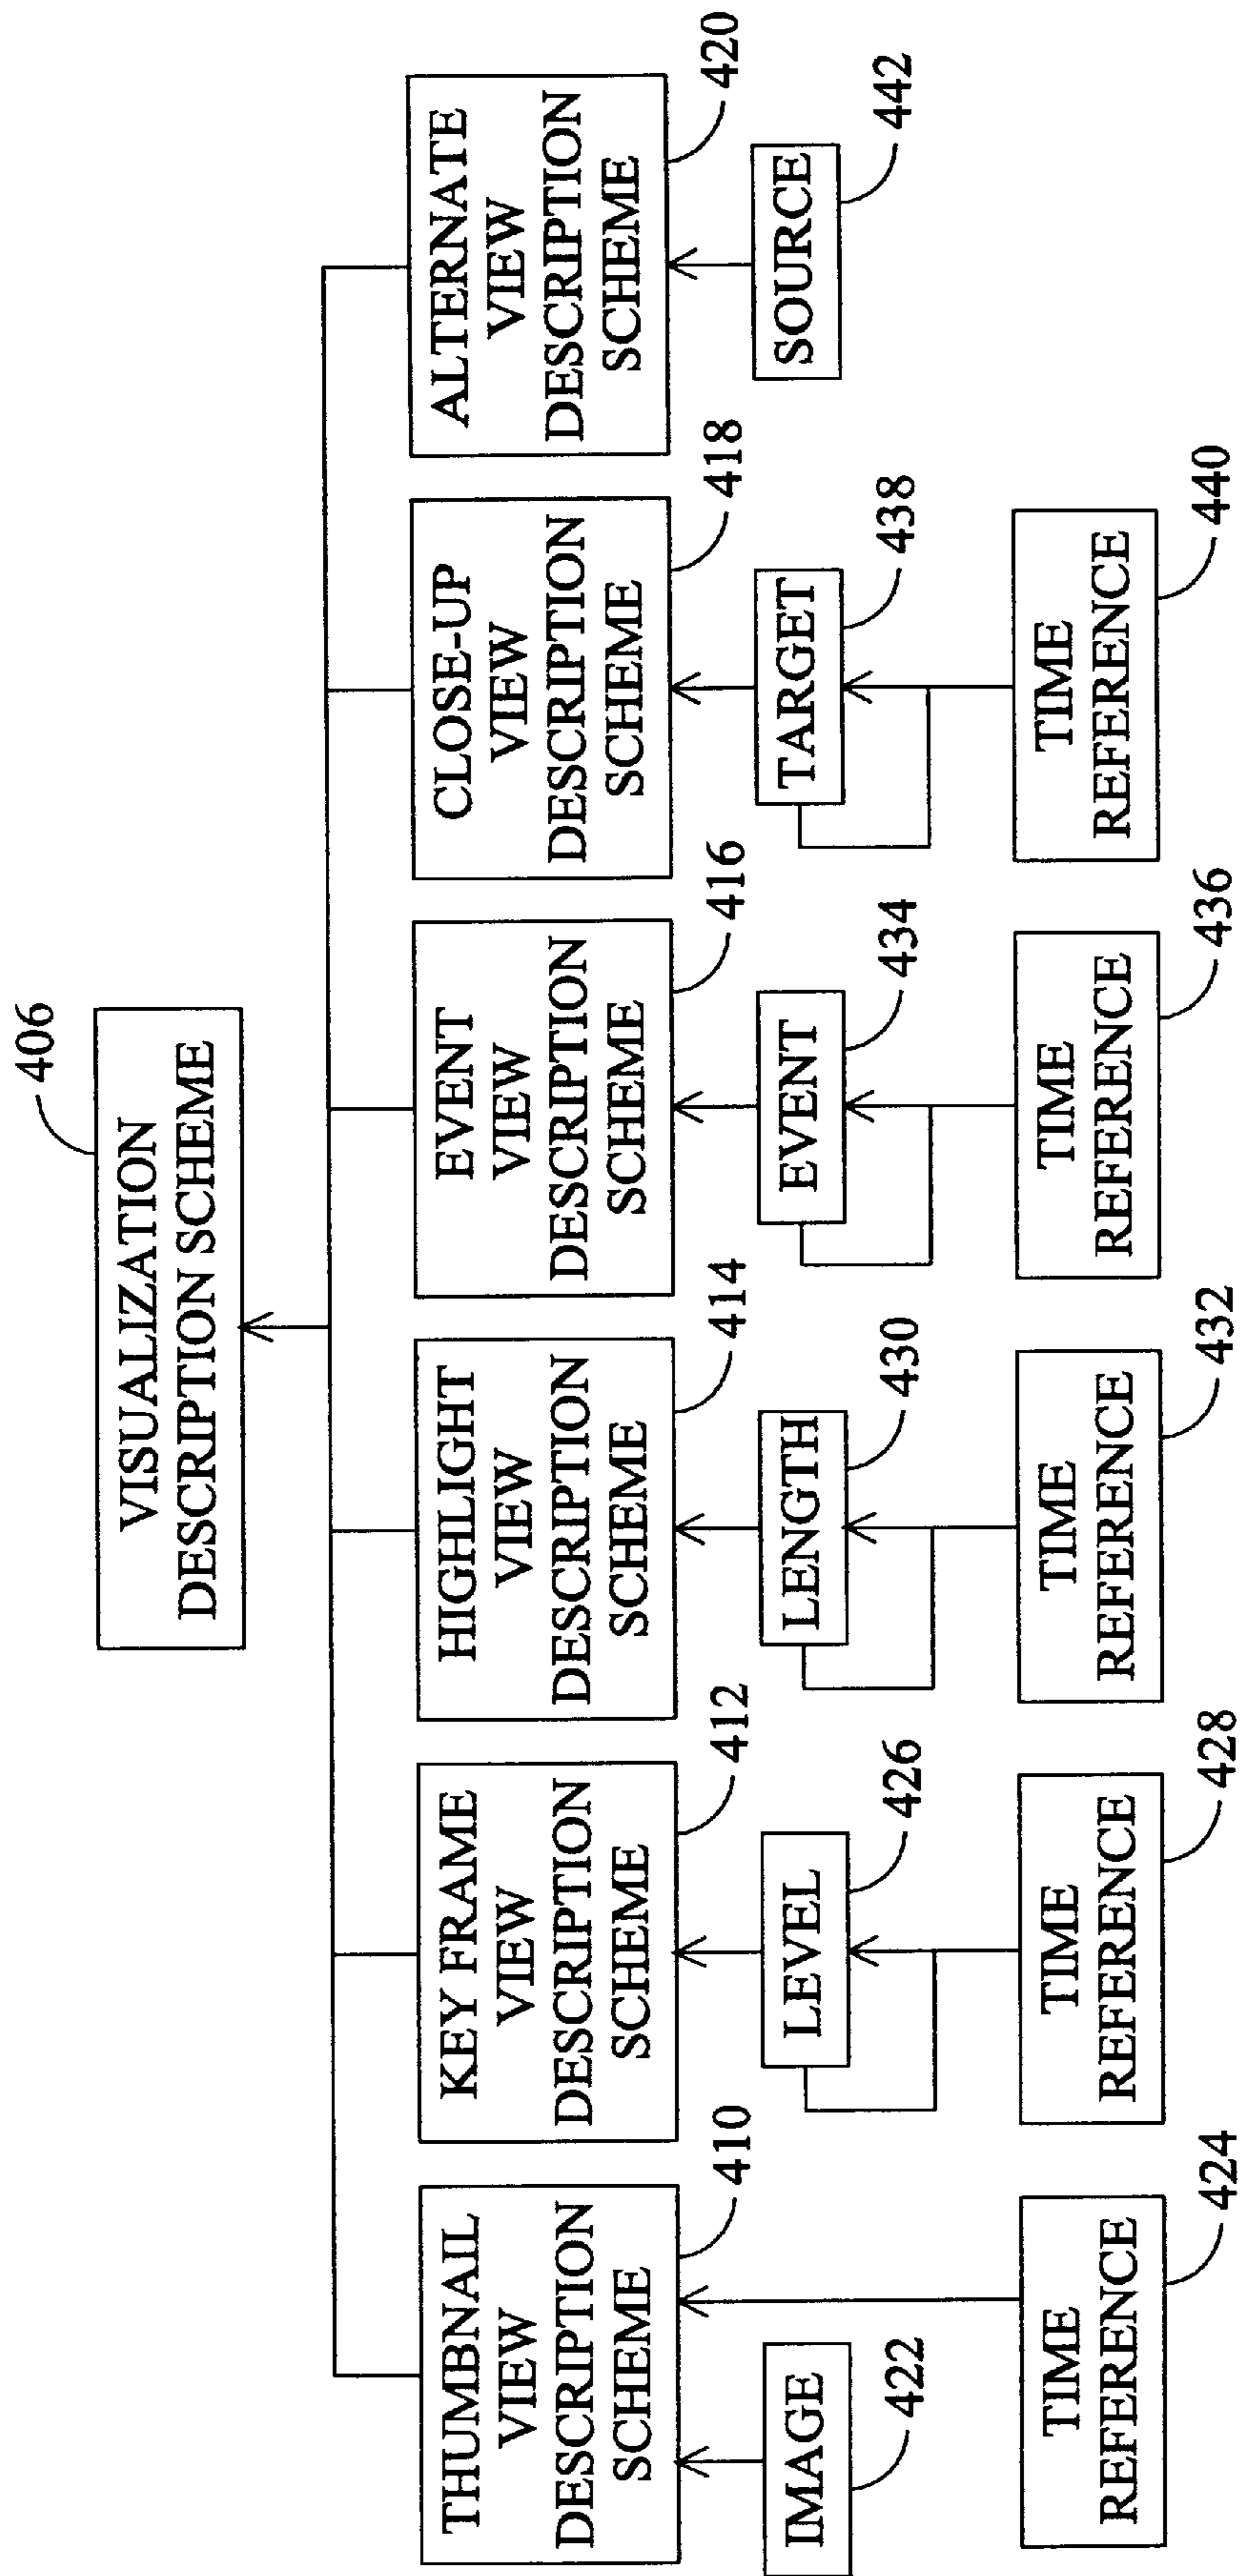 406
VISUALIZATION
DESCRIPTION SCHEME
THUMBNAIL
VIEW
DESCRIPTION
SCHEME
410
KEY FRAME
VIEW
DESCRIPTION
SCHEME
412
HIGHLIGHT
VIEW
DESCRIPTION
SCHEME
414
EVENT
VIEW
DESCRIPTION
SCHEME
416
CLOSE-UP
VIEW
DESCRIPTION
SCHEME
418
ALTERNATE
VIEW
DESCRIPTION
SCHEME
420
IMAGE
422
LEVEL
426
LENGTH
430
EVENT
434
TARGET
438
SOURCE
442
TIME
REFERENCE
424
TIME
REFERENCE
428
TIME
REFERENCE
432
TIME
REFERENCE
436
TIME
REFERENCE
440